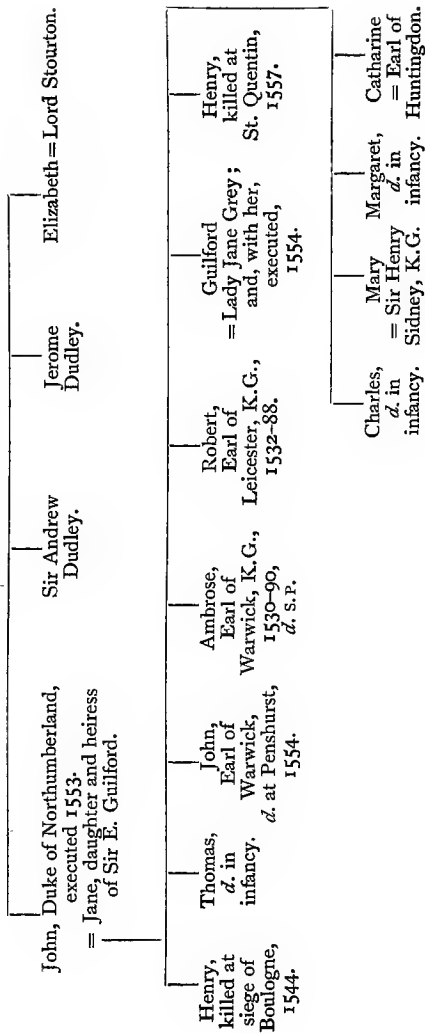 John, Duke of Northumberland,
executed 1553.
= Jane, daughter and heiress
of Sir E. Guilford.
Sir Andrew
Dudley.
Jerome
Dudley.
Elizabeth = Lord Stourton.
Henry,
killed at
siege of
Boulogne,
1544.
Thomas,
d. in
infancy.
John,
Earl of
Warwick,
d. at Penshurst,
1554.
Ambrose,
Earl of
Warwick, K.G.,
1530-90,
d. S.P.
Robert,
Earl of
Leicester, K.G.,
1532-88.
Guilford
= Lady Jane Grey;
and, with her,
executed,
1554.
Henry,
killed at
St. Quentin,
1557.
Charles,
d. in
infancy.
Mary
= Sir Henry
Sidney, K.G.
Margaret,
d. in
infancy.
Catharine
= Earl of
Huntingdon.